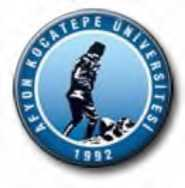 AFYON KOCATEPE ÜNİVERSİTESİ
1992